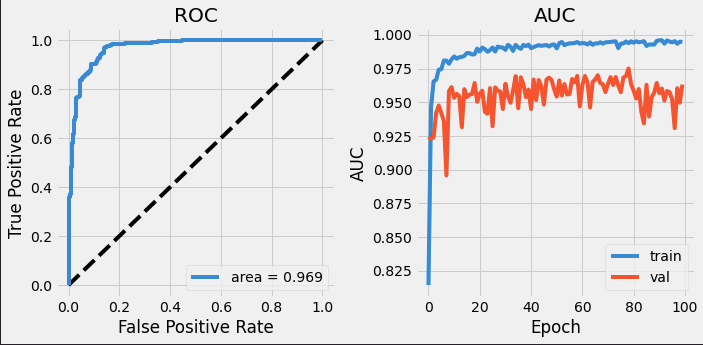 ROC
True Positive Rate
1.0
0.8
0.6
0.4
0.2
0.0
area = 0.969
0.0 0.2 0.4 0.6 0.8 1.0
False Positive Rate
AUC
AUC
1.000
0.975
0.950
0.925
0.900
0.875
0.850
0.825
train
val
0 20 40 60 80 100
Epoch